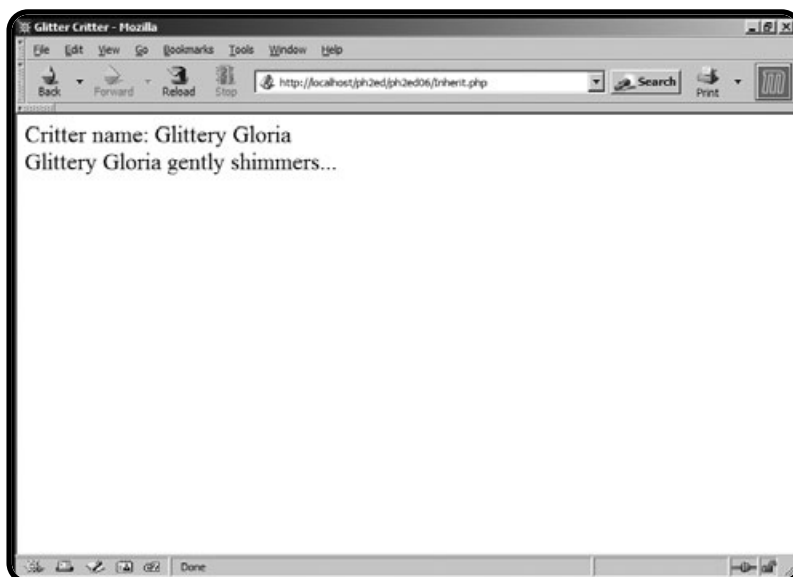 Glitter Critter - Mozilla
File Edit View Go Bookmarks Tools Window Help
Back Forward Reload Stop http://localhost/ph2ed/ph2ed06/Inherit.php Search Print
Critter name: Glittery Gloria
Glittery Gloria gently shimmers...
Done